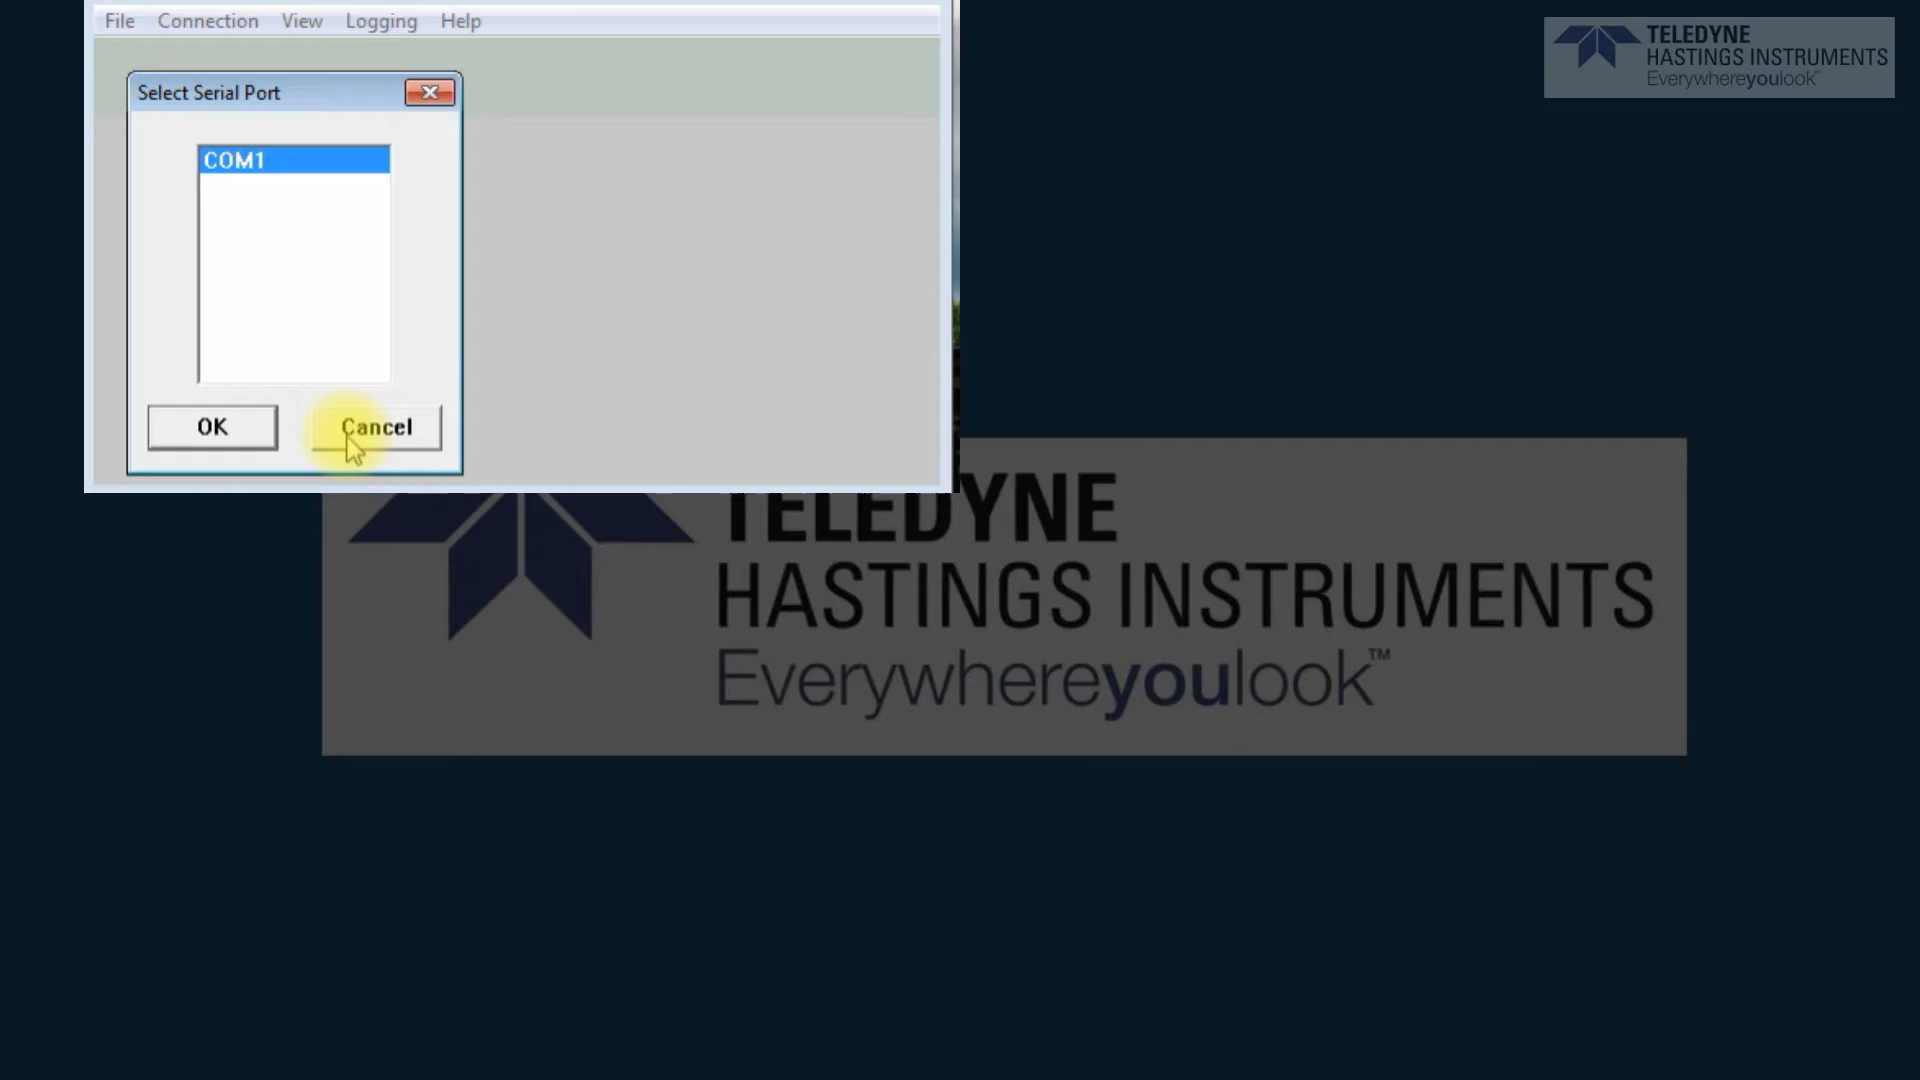 File Connection View Logging Help
Select Serial Port
COM1
OK Cancel
TELEDYNE
HASTINGS INSTRUMENTS
Everywhereyoulook™
TELEDYNE
HASTINGS INSTRUMENTS
Everywhereyoulook™